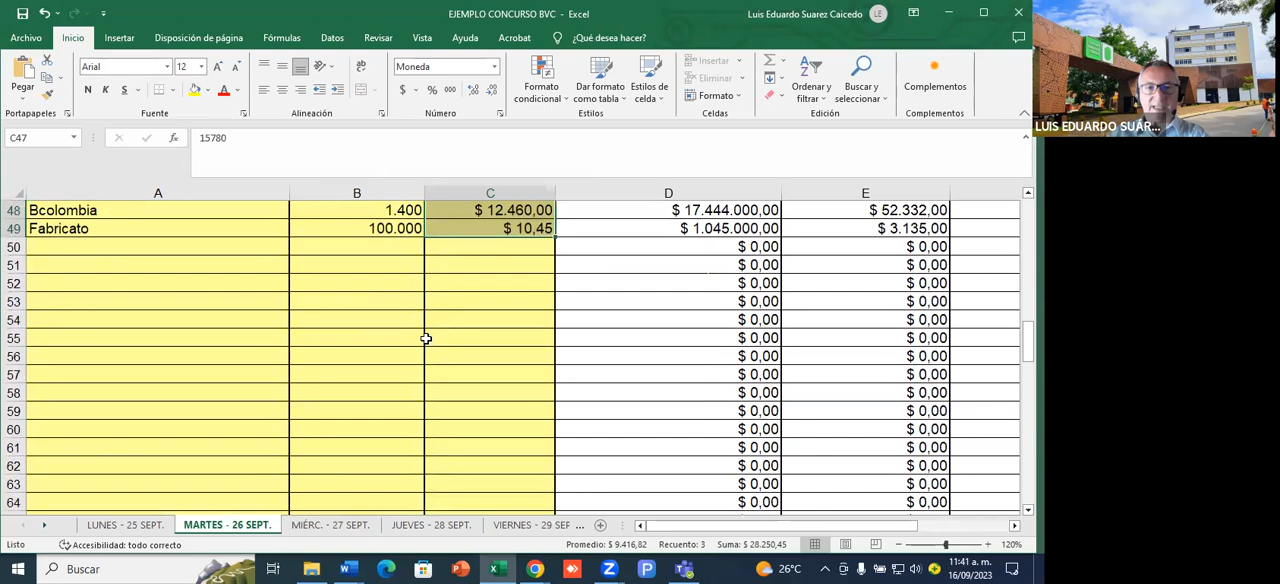 EJEMPLO CONCURSO BVC - Excel
Luis Eduardo Suarez Caicedo
LE
Archivo Inicio Insertar Disposición de página Fórmulas Datos Revisar Vista Ayuda Acrobat ¿Qué desea hacer?
Pegar
Arial 12
N K S
Moneda
$ % 000
Formato condicional
Dar formato como tabla
Estilos de celda
Insertar
Eliminar
Formato
Ordenar y filtrar
Buscar y seleccionar
Complementos
Portapapeles Fuente Alineación Número Estilos Celdas Edición Complementos
LUIS EDUARDO SUÁR...
C47 fx 15780
A B C D E
48 Bcolombia 1.400 $ 12.460,00 $ 17.444.000,00 $ 52.332,00
49 Fabricato 100.000 $ 10,45 $ 1.045.000,00 $ 3.135,00
50 $ 0,00 $ 0,00
51 $ 0,00 $ 0,00
52 $ 0,00 $ 0,00
53 $ 0,00 $ 0,00
54 $ 0,00 $ 0,00
55 $ 0,00 $ 0,00
56 $ 0,00 $ 0,00
57 $ 0,00 $ 0,00
58 $ 0,00 $ 0,00
59 $ 0,00 $ 0,00
60 $ 0,00 $ 0,00
61 $ 0,00 $ 0,00
62 $ 0,00 $ 0,00
63 $ 0,00 $ 0,00
64 $ 0,00 $ 0,00
LUNES - 25 SEPT. MARTES - 26 SEPT. MIÉRC. - 27 SEPT. JUEVES - 28 SEPT. VIERNES - 29 SEF ...
Listo Accesibilidad: todo correcto Promedio: $ 9.416,82 Recuento: 3 Suma: $ 28.250,45 120%
Buscar 26°C 11:41 a. m.
16/09/2023